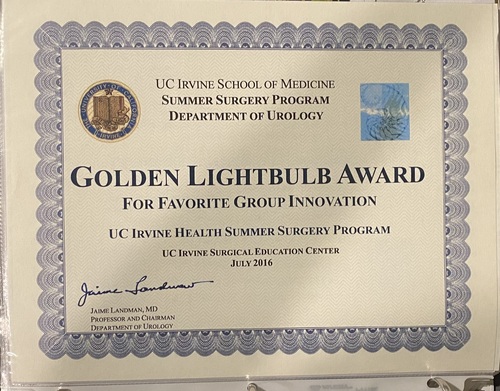 UC IRVINE SCHOOL OF MEDICINE
SUMMER SURGERY PROGRAM
DEPARTMENT OF UROLOGY
GOLDEN LIGHTBULB AWARD
FOR FAVORITE GROUP INNOVATION
UC IRVINE HEALTH SUMMER SURGERY PROGRAM
UC IRVINE SURGICAL EDUCATION CENTER
JULY 2016
Jaime Landman
JAIME LANDMAN, MD
PROFESSOR AND CHAIRMAN
DEPARTMENT OF UROLOGY